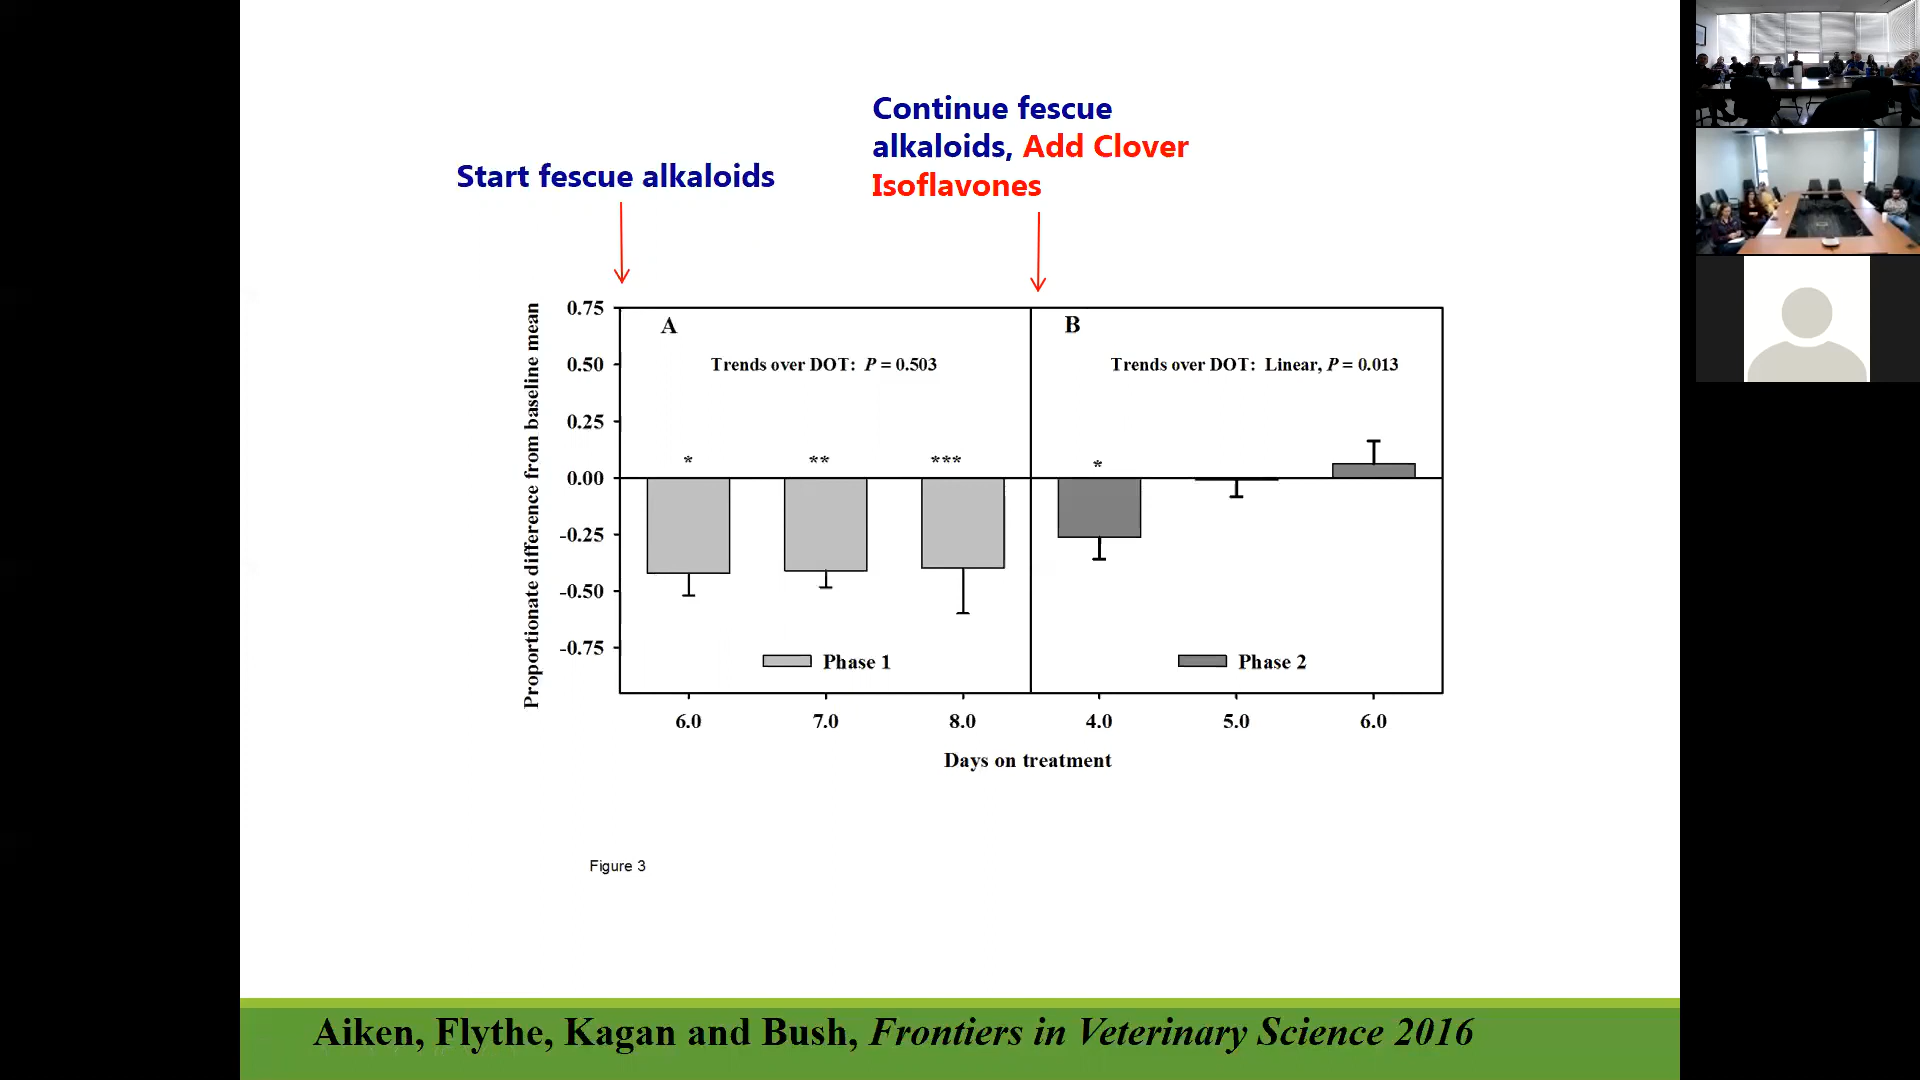 Continue fescue
alkaloids, Add Clover
Isoflavones
Start fescue alkaloids
Proportionate difference from baseline mean
0.75
0.50
0.25
0.00
-0.25
-0.50
-0.75
A
Trends over DOT: P = 0.503
* ** ***
Phase 1
B
Trends over DOT: Linear, P = 0.013
*
Phase 2
6.0 7.0 8.0 4.0 5.0 6.0
Days on treatment
Figure 3
Aiken, Flythe, Kagan and Bush, Frontiers in Veterinary Science 2016